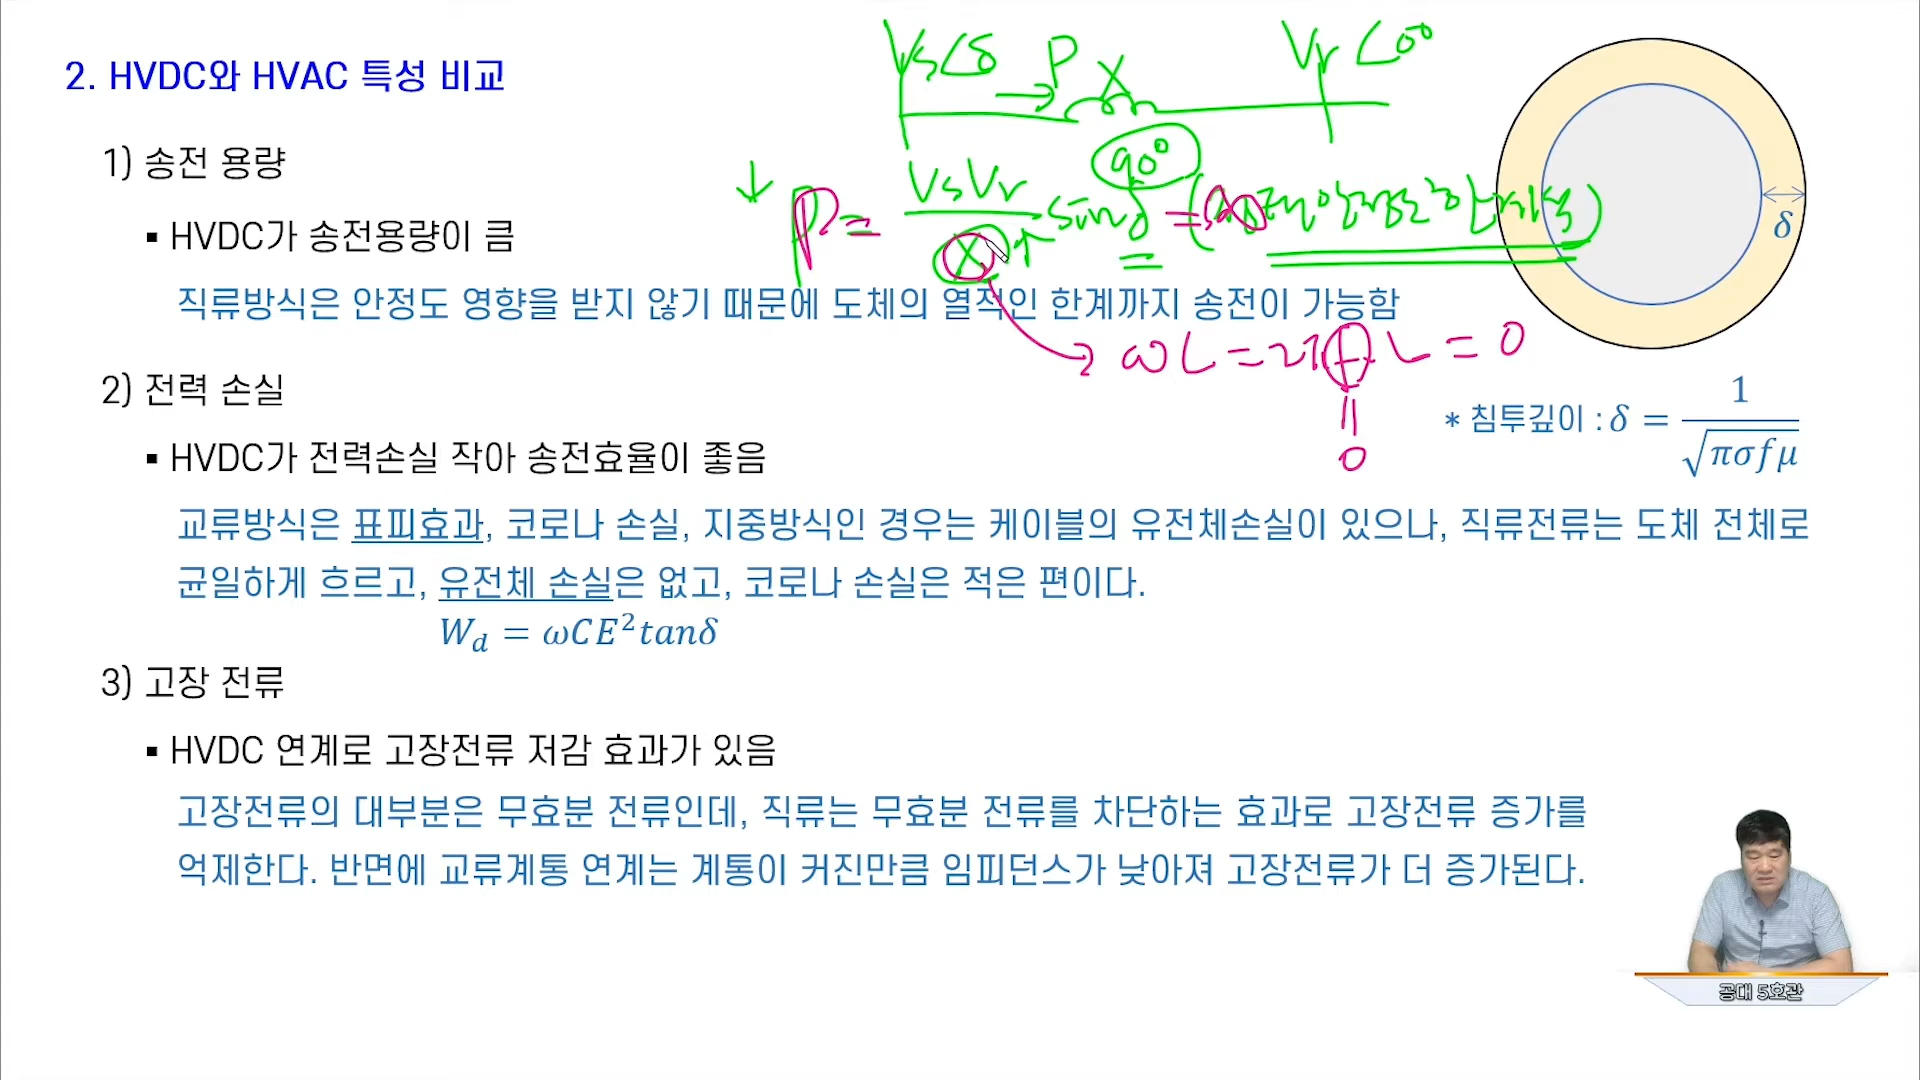 2. HVDC와 HVAC 특성 비교
Vs∠δ P X Vr∠0°
1) 송전 용량
90°
P = VsVr / X sinδ = (정안정도 한계식)
δ
▪ HVDC가 송전용량이 큼
직류방식은 안정도 영향을 받지 않기 때문에 도체의 열적인 한계까지 송전이 가능함
ωL = 2πfL = 0
0
2) 전력 손실
* 침투깊이 : δ = 1 / √πσfμ
▪ HVDC가 전력손실 작아 송전효율이 좋음
교류방식은 표피효과, 코로나 손실, 지중방식인 경우는 케이블의 유전체손실이 있으나, 직류전류는 도체 전체로
균일하게 흐르고, 유전체 손실은 없고, 코로나 손실은 적은 편이다.
W_d = ωCE²tanδ
3) 고장 전류
▪ HVDC 연계로 고장전류 저감 효과가 있음
고장전류의 대부분은 무효분 전류인데, 직류는 무효분 전류를 차단하는 효과로 고장전류 증가를
억제한다. 반면에 교류계통 연계는 계통이 커진만큼 임피던스가 낮아져 고장전류가 더 증가된다.
공대 5호관